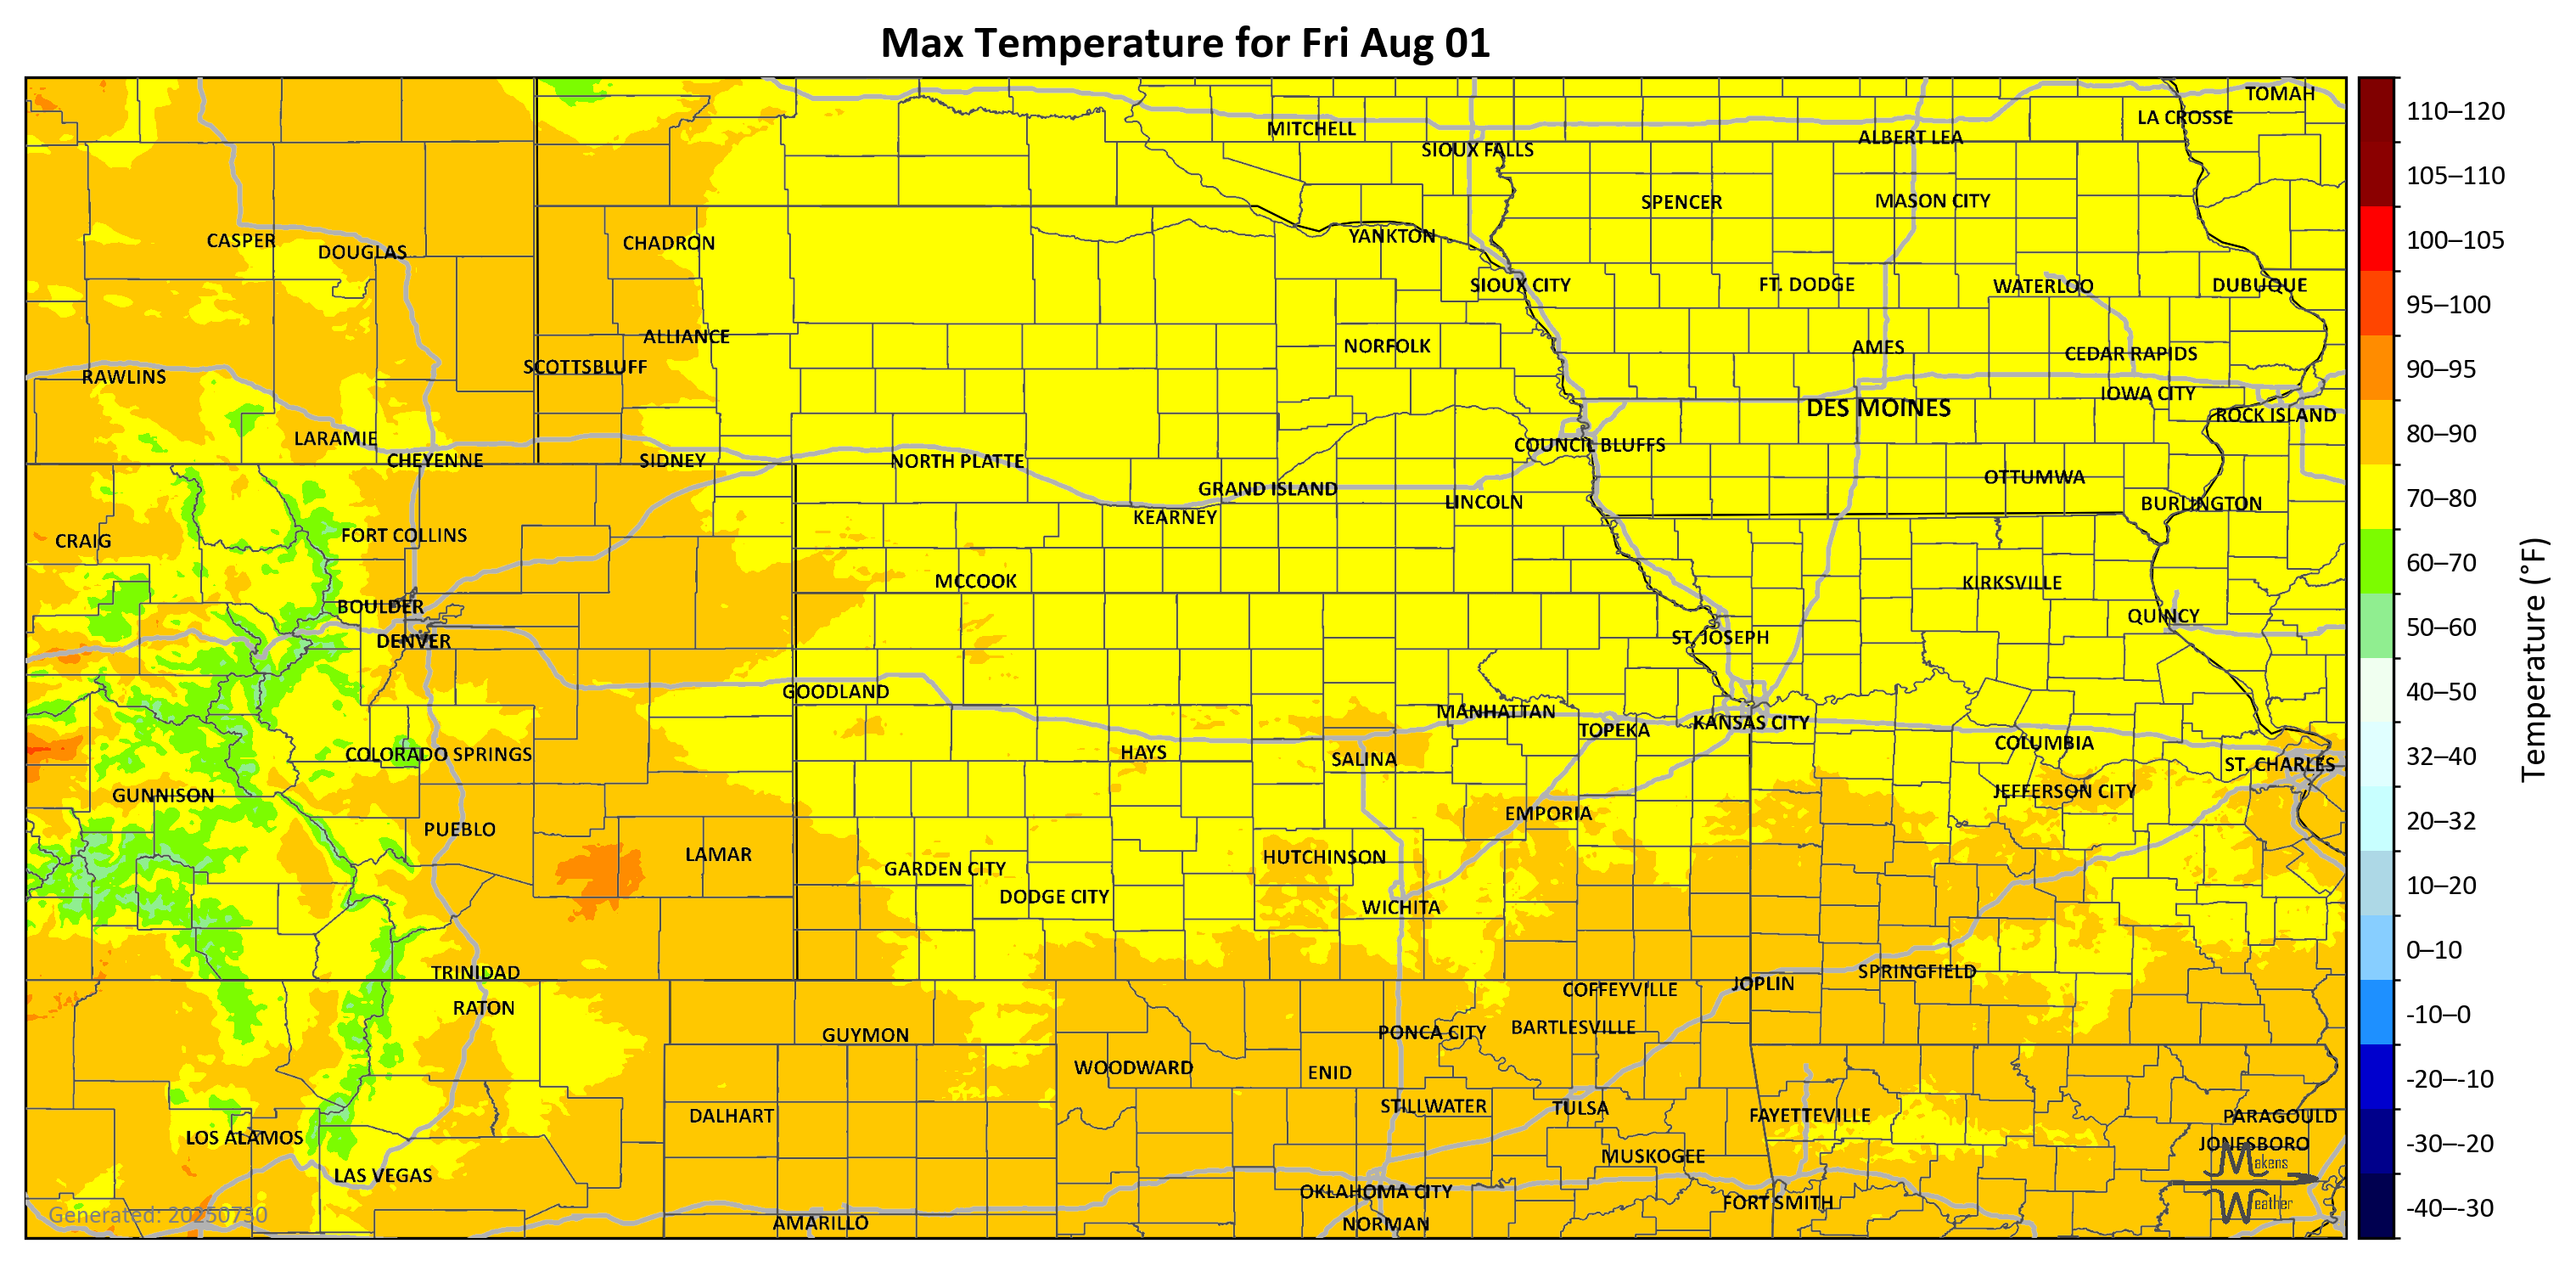 Max Temperature for Fri Aug 01
TOMAH
LA CROSSE
MITCHELL
ALBERT LEA
SIOUX FALLS
SPENCER
MASON CITY
CASPER
DOUGLAS
CHADRON
YANKTON
SIOUX CITY
FT. DODGE
WATERLOO
DUBUQUE
ALLIANCE
NORFOLK
AMES
CEDAR RAPIDS
SCOTTSBLUFF
RAWLINS
IOWA CITY
DES MOINES
ROCK ISLAND
LARAMIE
COUNCIL BLUFFS
CHEYENNE
SIDNEY
NORTH PLATTE
OTTUMWA
GRAND ISLAND
LINCOLN
BURLINGTON
KEARNEY
FORT COLLINS
CRAIG
MCCOOK
KIRKSVILLE
BOULDER
QUINCY
DENVER
ST. JOSEPH
GOODLAND
MANHATTAN
KANSAS CITY
TOPEKA
COLUMBIA
COLORADO SPRINGS
HAYS
SALINA
ST. CHARLES
GUNNISON
JEFFERSON CITY
EMPORIA
PUEBLO
LAMAR
HUTCHINSON
GARDEN CITY
DODGE CITY
WICHITA
TRINIDAD
SPRINGFIELD
JOPLIN
COFFEYVILLE
RATON
GUYMON
PONCA CITY
BARTLESVILLE
WOODWARD
ENID
STILLWATER
TULSA
DALHART
FAYETTEVILLE
PARAGOULD
LOS ALAMOS
JONESBORO
MUSKOGEE
LAS VEGAS
OKLAHOMA CITY
FORT SMITH
AMARILLO
NORMAN
Generated: 20250730
Makens
Weather
110–120
105–110
100–105
95–100
90–95
80–90
70–80
60–70
50–60
40–50
32–40
20–32
10–20
0–10
-10–0
-20–-10
-30–-20
-40–-30
Temperature (°F)